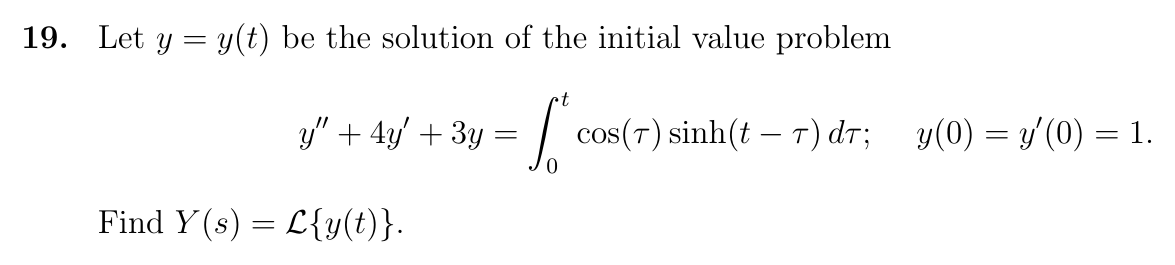 19. Let y = y(t) be the solution of the initial value problem
y″ + 4y′ + 3y = ∫₀ᵗ cos(τ) sinh(t − τ) dτ; y(0) = y′(0) = 1.
Find Y(s) = ℒ{y(t)}.